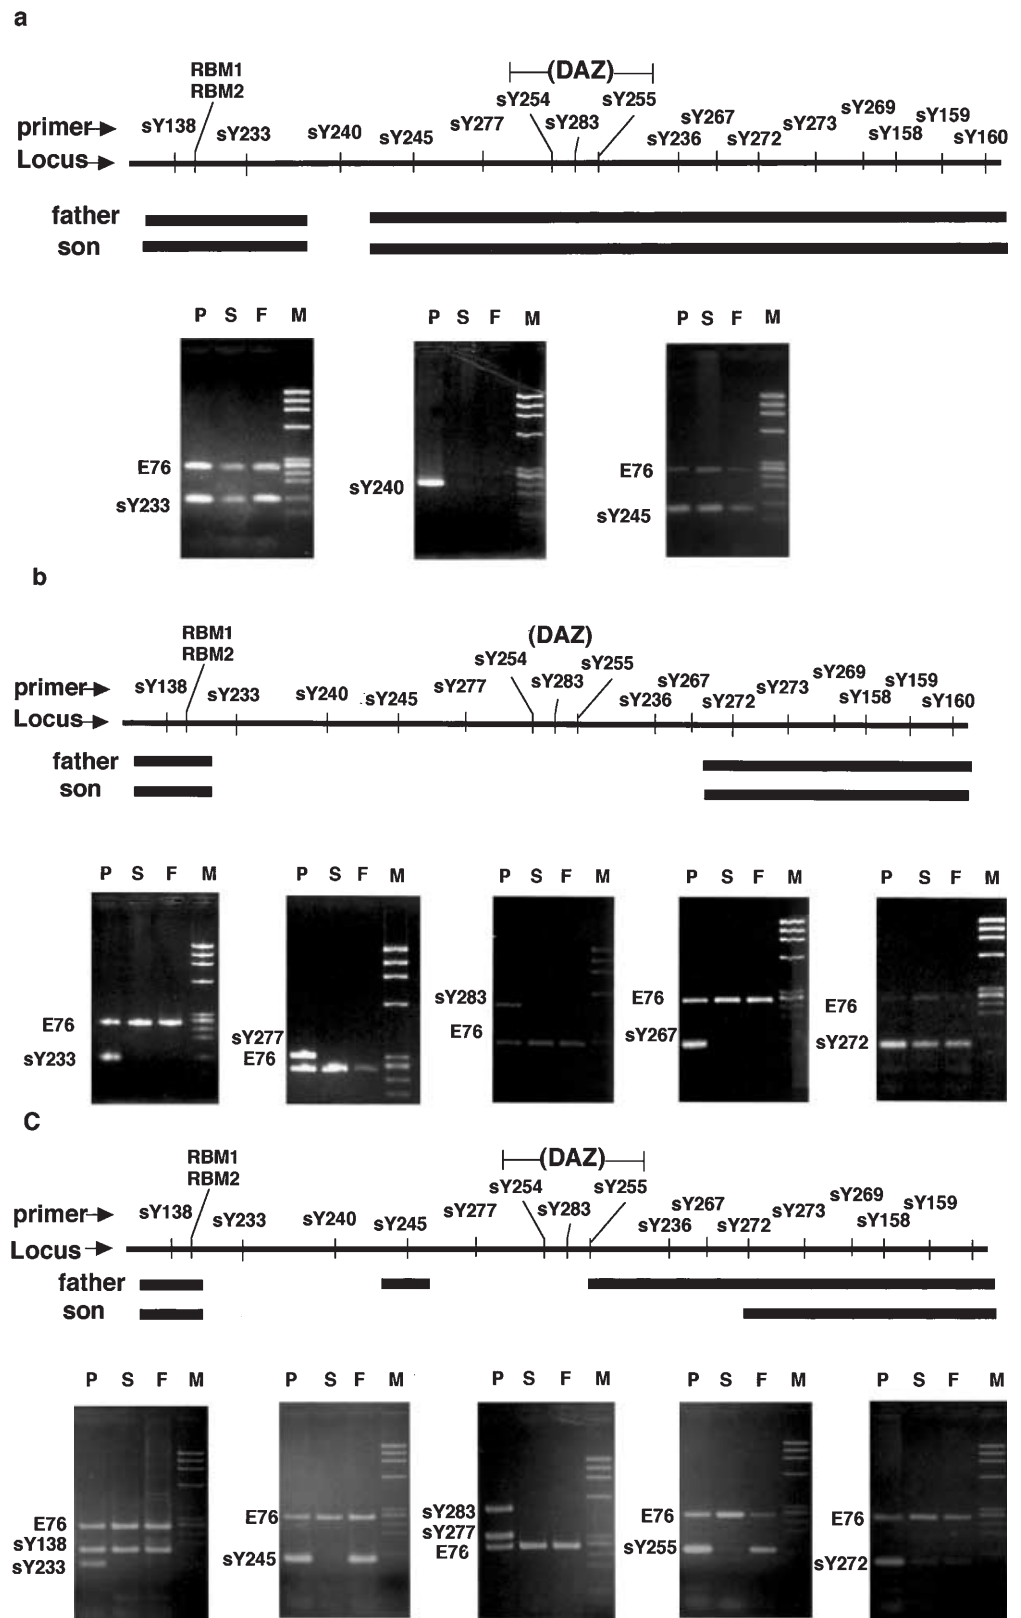 a
RBM1
RBM2
(DAZ)
sY254 sY255
sY267 sY269
primer sY138 sY233 sY240 sY245 sY277 sY283 sY236 sY272 sY273 sY158 sY159 sY160
Locus
father
son
P S F M
P S F M
P S F M
E76
sY233
sY240
E76
sY245
b
RBM1
RBM2
(DAZ)
sY254 sY255
primer sY138 sY233 sY240 sY245 sY277 sY283 sY236 sY267 sY272 sY273 sY269 sY158 sY159 sY160
Locus
father
son
P S F M
P S F M
P S F M
P S F M
P S F M
E76
sY233
sY277
E76
sY283
E76
E76
sY267
E76
sY272
C
RBM1
RBM2
(DAZ)
sY254 sY255
primer sY138 sY233 sY240 sY245 sY277 sY283 sY236 sY267 sY272 sY273 sY269 sY158 sY159
Locus
father
son
P S F M
P S F M
P S F M
P S F M
P S F M
E76
sY138
sY233
E76
sY245
sY283
sY277
E76
E76
sY255
E76
sY272